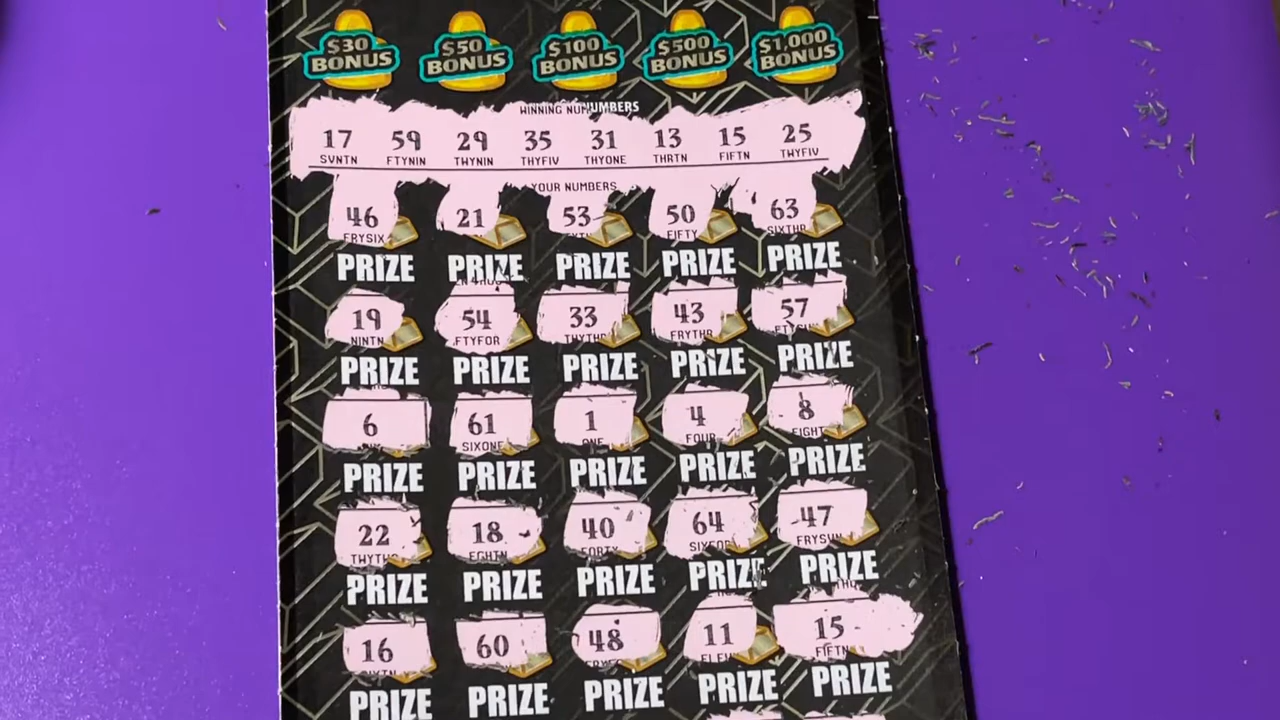 $30 BONUS $50 BONUS $100 BONUS $500 BONUS $1,000 BONUS
WINNING NUMBERS
17 59 29 35 31 13 15 25
SVNTN FTYNIN THYNIN THYFIV THYONE THRTN FIFTN TWYFIV
YOUR NUMBERS
46 21 53 50 63
FRYSIX FIFTY SIXTHR
PRIZE PRIZE PRIZE PRIZE PRIZE
19 54 33 43 57
NINTN FTYFOR THYTHR FRYTHR
PRIZE PRIZE PRIZE PRIZE PRIZE
6 61 1 4 8
SIXONE ONE FOUR EIGHT
PRIZE PRIZE PRIZE PRIZE PRIZE
22 18 40 64 47
EGHTN FORTY SIXFOR FRYSVN
PRIZE PRIZE PRIZE PRIZE PRIZE
16 60 48 11 15
FIFTN
PRIZE PRIZE PRIZE PRIZE PRIZE